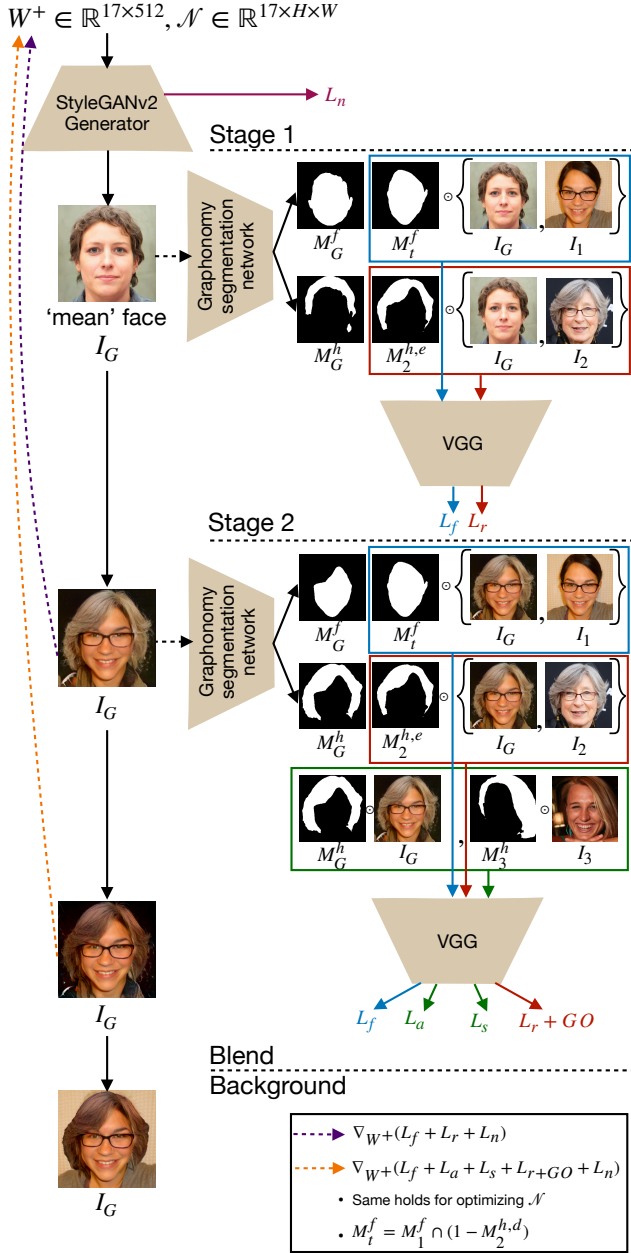 W⁺ ∈ ℝ^{17×512}, 𝒩 ∈ ℝ^{17×H×W}
StyleGANv2
Generator
L_n
Stage 1
Graphonomy
segmentation
network
M_G^f
M_t^f
⊙ { , }
I_G
I_1
'mean' face
I_G
M_G^h
M_2^{h,e}
⊙ { , }
I_G
I_2
VGG
L_f
L_r
Stage 2
Graphonomy
segmentation
network
M_G^f
M_t^f
⊙ { , }
I_G
I_1
I_G
M_G^h
M_2^{h,e}
⊙ { , }
I_G
I_2
⊙ , ⊙
M_G^h
I_G
M_3^h
I_3
VGG
I_G
L_f
L_a
L_s
L_r + GO
Blend
Background
I_G
∇_{W⁺}(L_f + L_r + L_n)
∇_{W⁺}(L_f + L_a + L_s + L_{r+GO} + L_n)
• Same holds for optimizing 𝒩
• M_t^f = M_1^f ∩ (1 − M_2^{h,d})